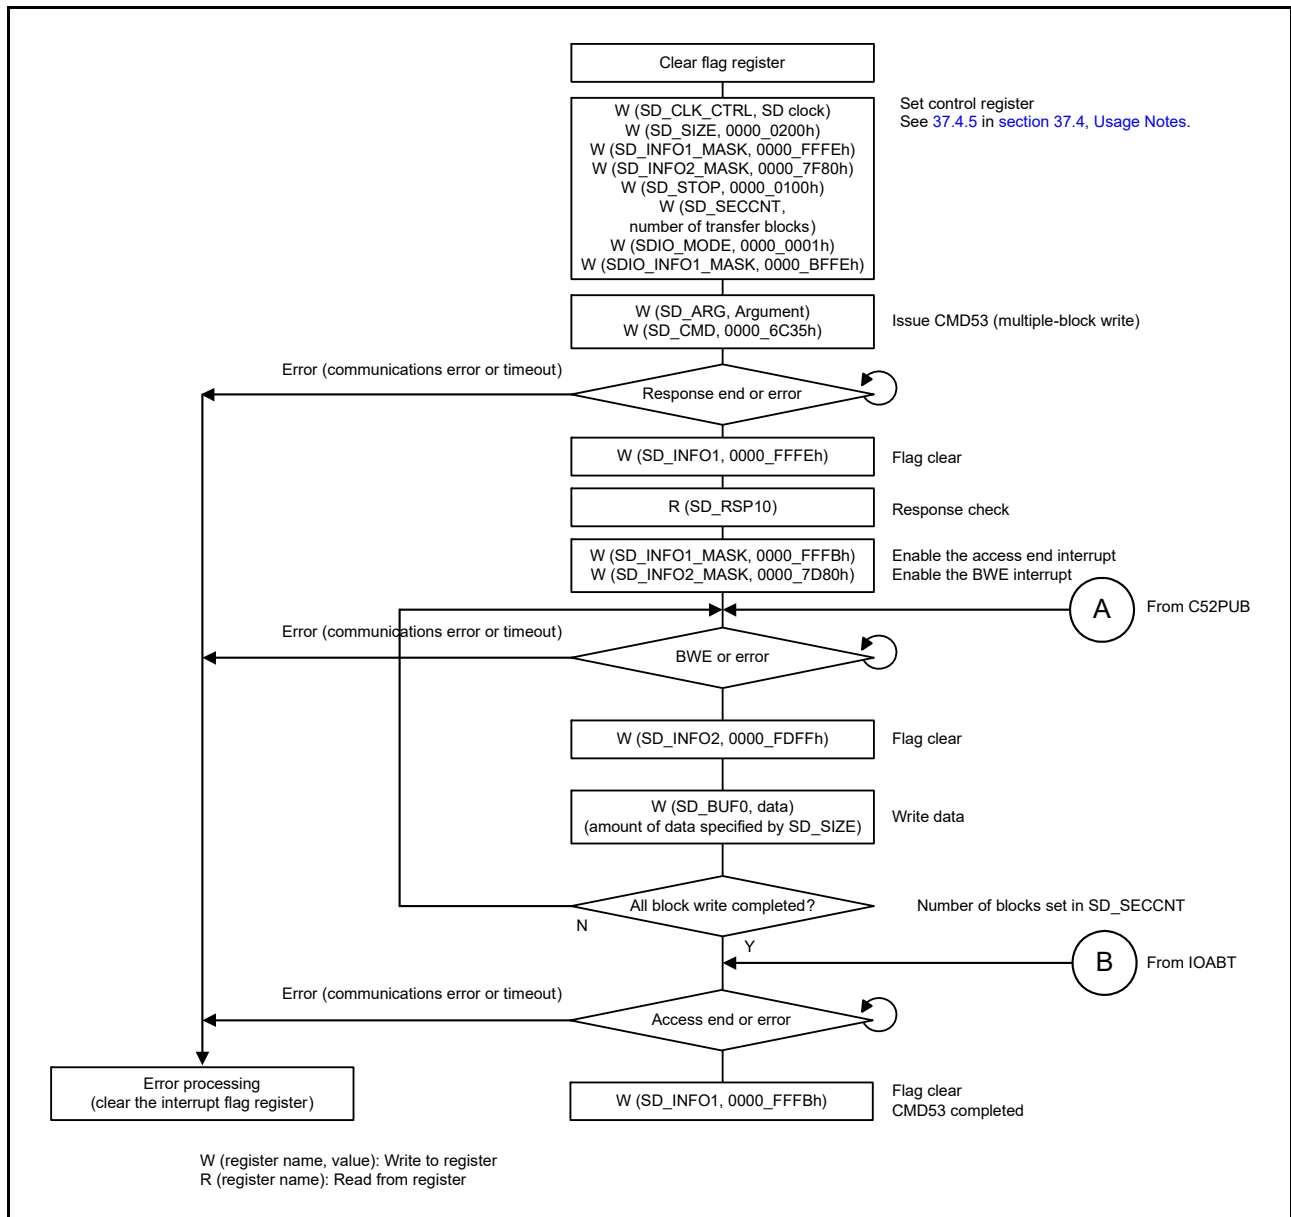 Clear flag register
W (SD_CLK_CTRL, SD clock)
W (SD_SIZE, 0000_0200h)
W (SD_INFO1_MASK, 0000_FFFEh)
W (SD_INFO2_MASK, 0000_7F80h)
W (SD_STOP, 0000_0100h)
W (SD_SECCNT,
number of transfer blocks)
W (SDIO_MODE, 0000_0001h)
W (SDIO_INFO1_MASK, 0000_BFFEh)
Set control register
See 37.4.5 in section 37.4, Usage Notes.
W (SD_ARG, Argument)
W (SD_CMD, 0000_6C35h)
Issue CMD53 (multiple-block write)
Error (communications error or timeout)
Response end or error
W (SD_INFO1, 0000_FFFEh)
Flag clear
R (SD_RSP10)
Response check
W (SD_INFO1_MASK, 0000_FFFBh)
W (SD_INFO2_MASK, 0000_7D80h)
Enable the access end interrupt
Enable the BWE interrupt
A
From C52PUB
Error (communications error or timeout)
BWE or error
W (SD_INFO2, 0000_FDFFh)
Flag clear
W (SD_BUF0, data)
(amount of data specified by SD_SIZE)
Write data
All block write completed?
Number of blocks set in SD_SECCNT
N
Y
B
From IOABT
Error (communications error or timeout)
Access end or error
Error processing
(clear the interrupt flag register)
W (SD_INFO1, 0000_FFFBh)
Flag clear
CMD53 completed
W (register name, value): Write to register
R (register name): Read from register